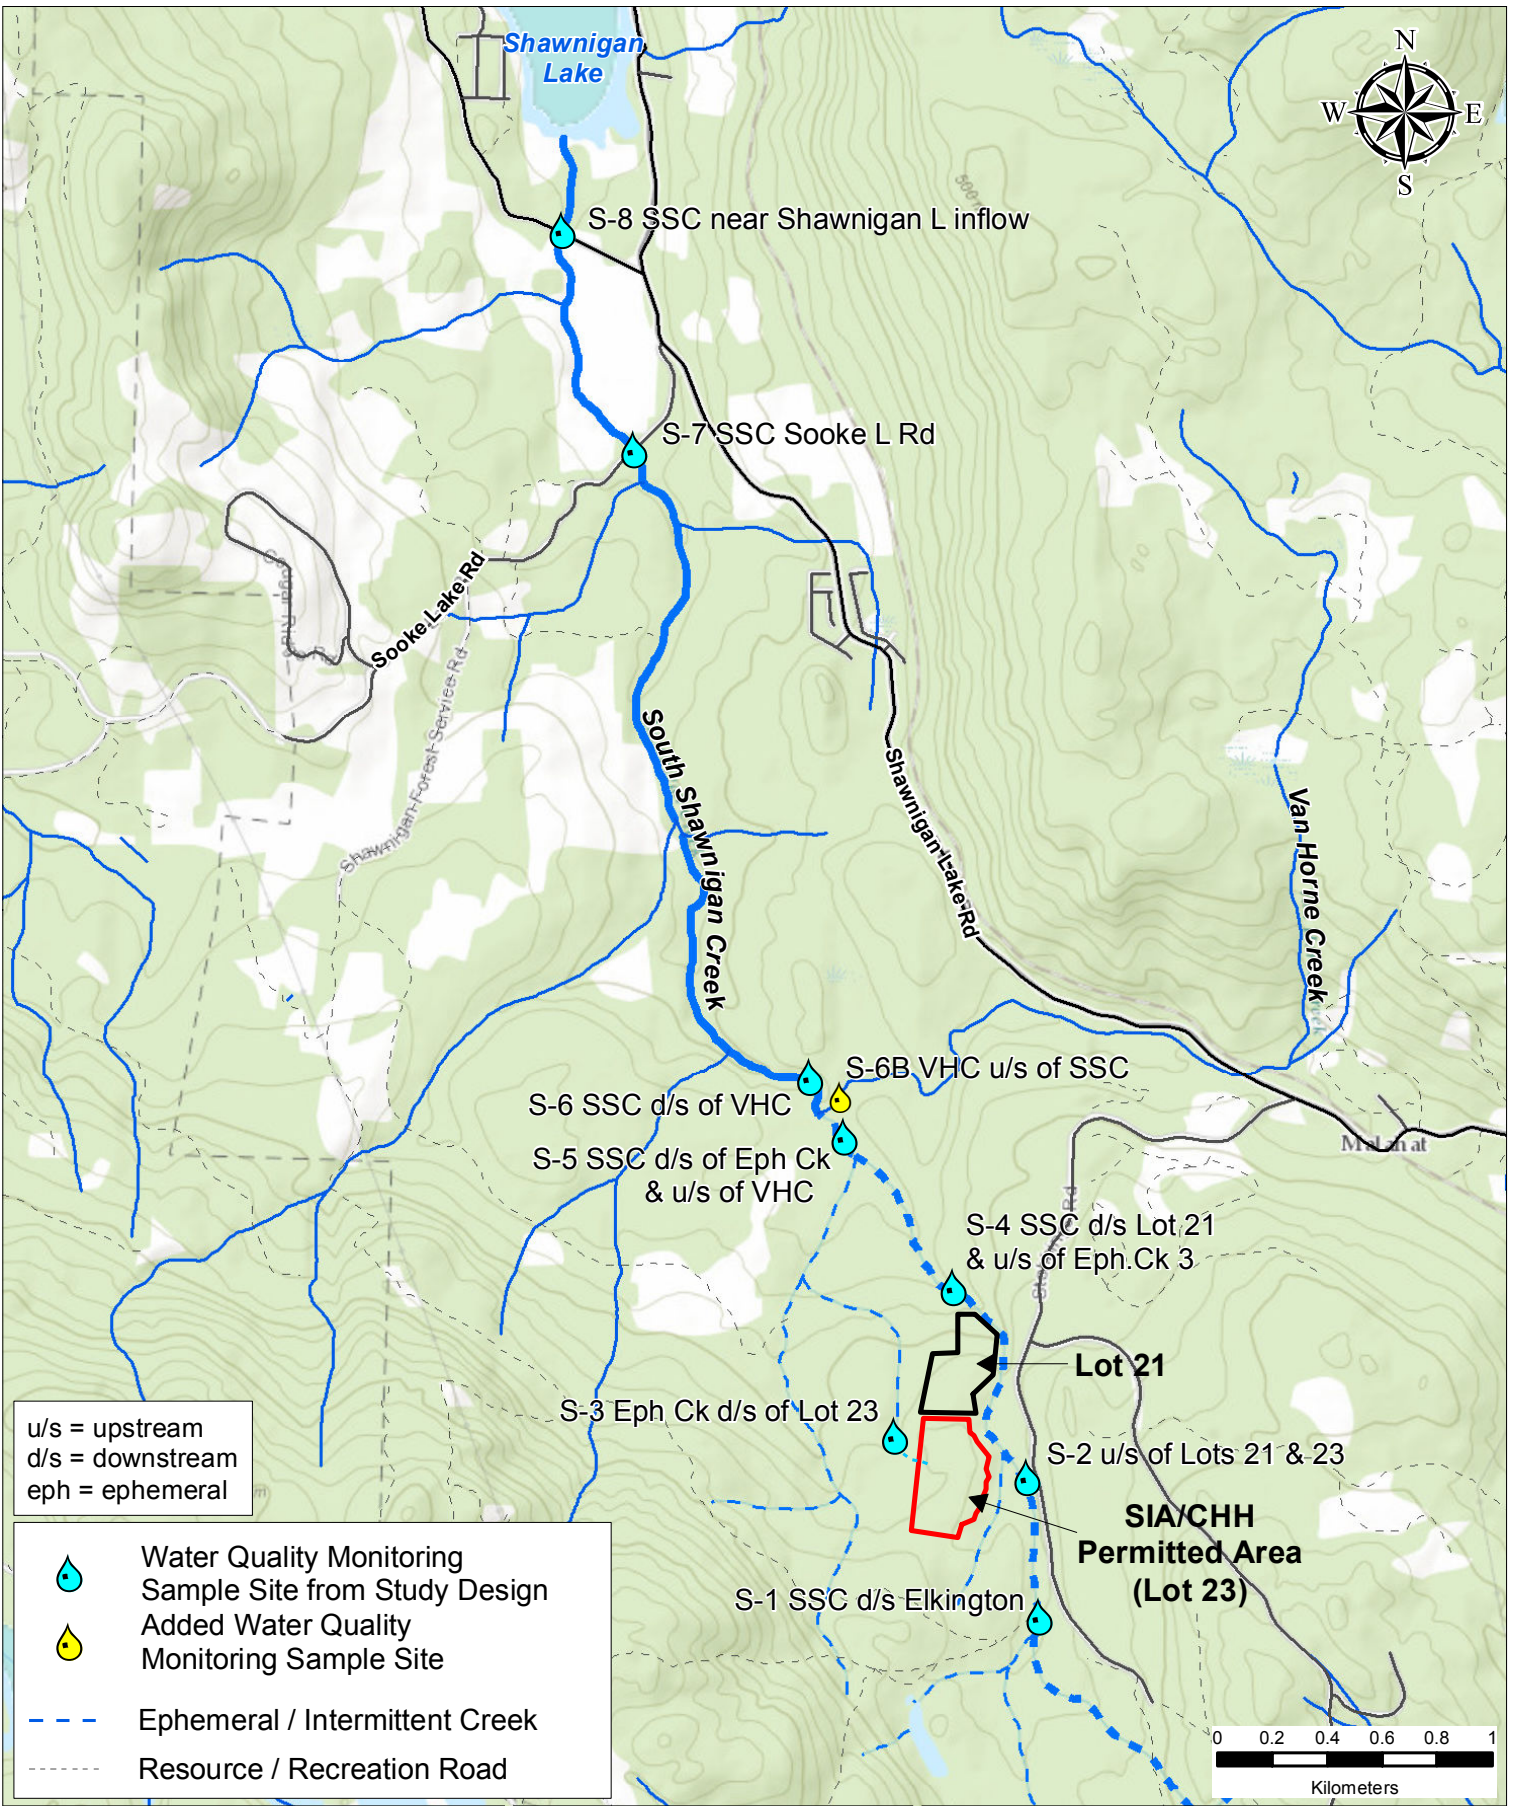 Shawnigan
Lake
N
W
E
S
500
S-8 SSC near Shawnigan L inflow
S-7 SSC Sooke L Rd
Sooke Lake Rd
Shawnigan Forest Service Rd
South Shawnigan Creek
Shawnigan Lake Rd
Van Horne Creek
S-6B VHC u/s of SSC
S-6 SSC d/s of VHC
Malahat
S-5 SSC d/s of Eph Ck
& u/s of VHC
S-4 SSC d/s Lot 21
& u/s of Eph.Ck 3
Lot 21
S-3 Eph Ck d/s of Lot 23
S-2 u/s of Lots 21 & 23
SIA/CHH
Permitted Area
(Lot 23)
S-1 SSC d/s Elkington
u/s = upstream
d/s = downstream
eph = ephemeral
Water Quality Monitoring
Sample Site from Study Design
Added Water Quality
Monitoring Sample Site
Ephemeral / Intermittent Creek
Resource / Recreation Road
0 0.2 0.4 0.6 0.8 1
Kilometers